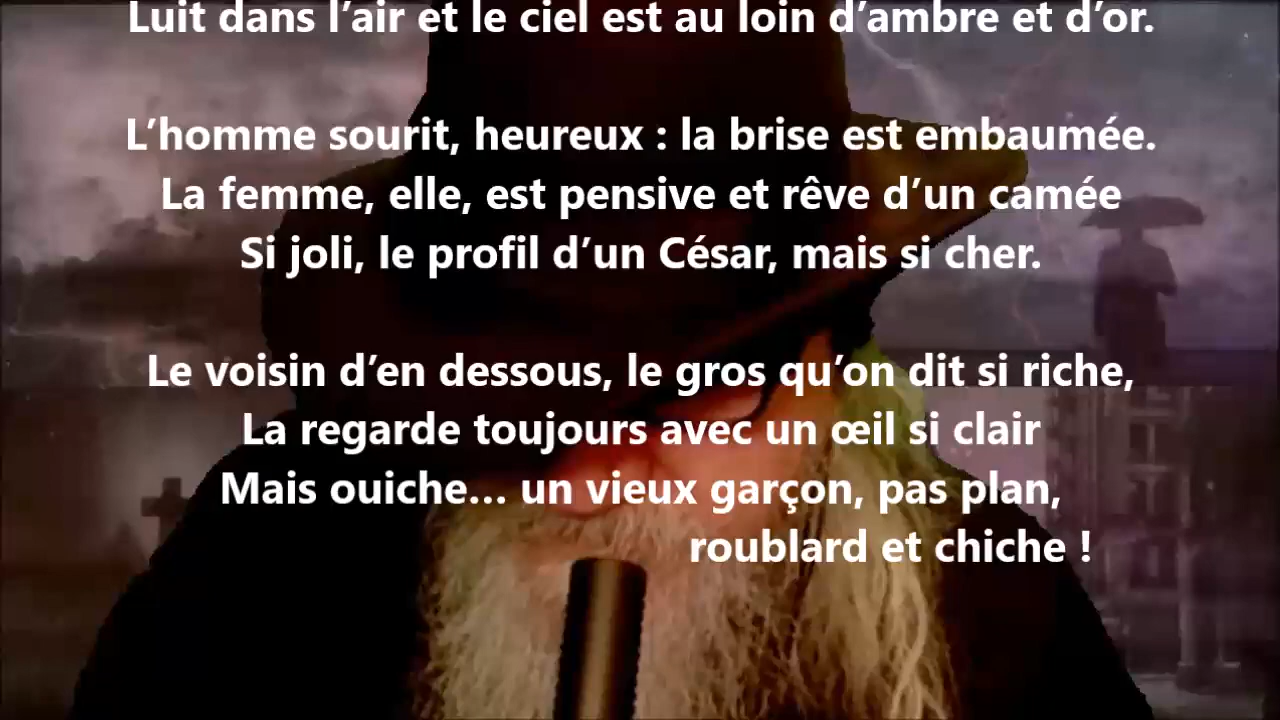 Luit dans l’air et le ciel est au loin d’ambre et d’or.
L’homme sourit, heureux : la brise est embaumée.
La femme, elle, est pensive et rêve d’un camée
Si joli, le profil d’un César, mais si cher.
Le voisin d’en dessous, le gros qu’on dit si riche,
La regarde toujours avec un œil si clair
Mais ouiche… un vieux garçon, pas plan,
roublard et chiche !